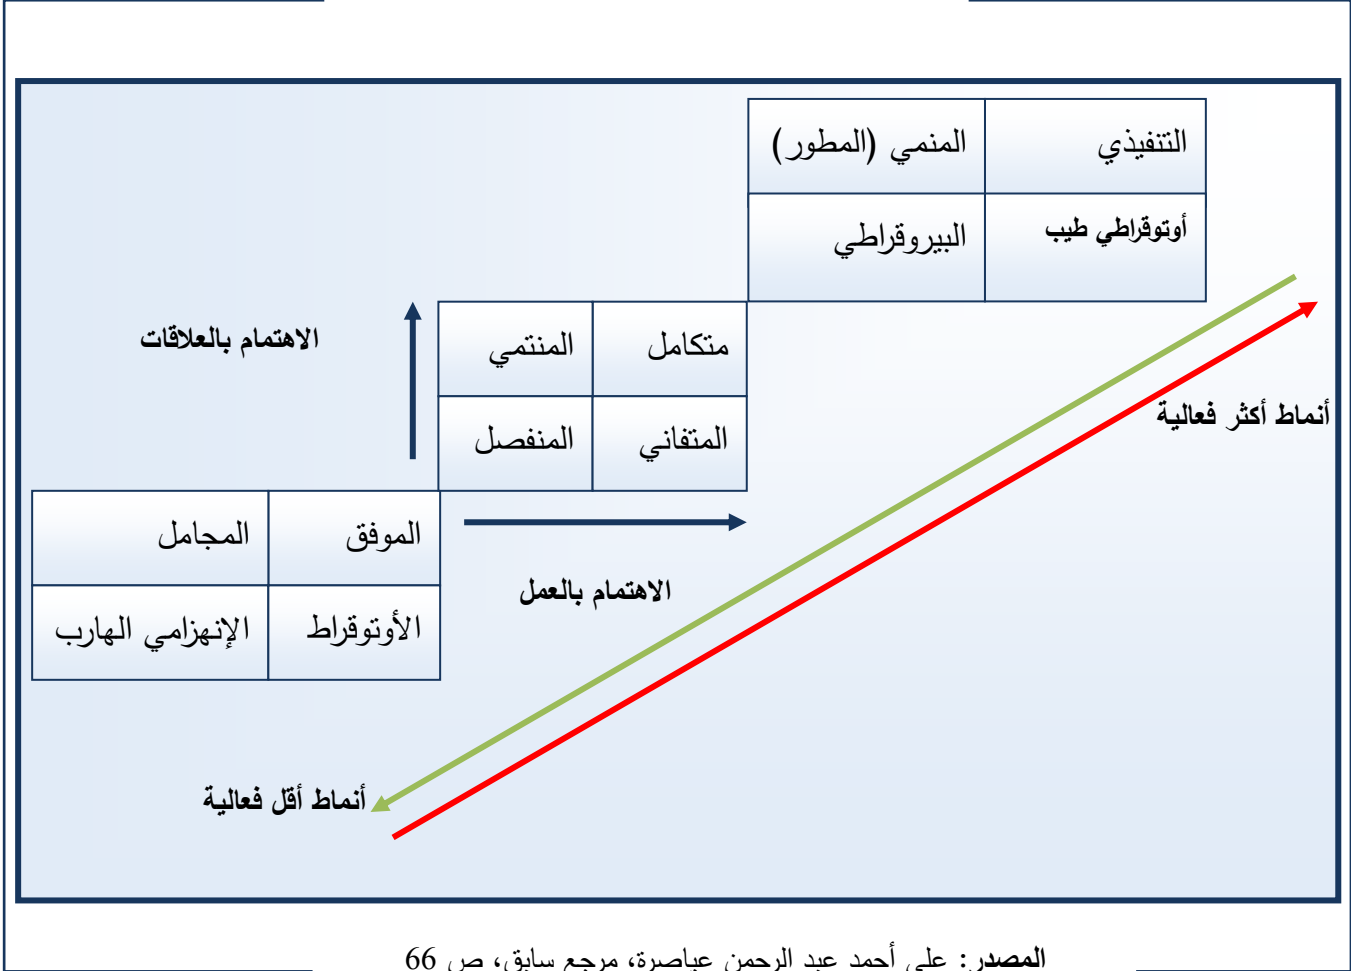 التنفيذي
المنمي (المطور)
أوتوقراطي طيب
البيروقراطي
متكامل
المنتمي
الاهتمام بالعلاقات
المتفاني
المنفصل
أنماط أكثر فعالية
الموفق
المجامل
الاهتمام بالعمل
الأوتوقراط
الإنهزامي الهارب
أنماط أقل فعالية
المصدر: علي أحمد عبد الرحمن عياصرة، مرجع سابق، ص 66